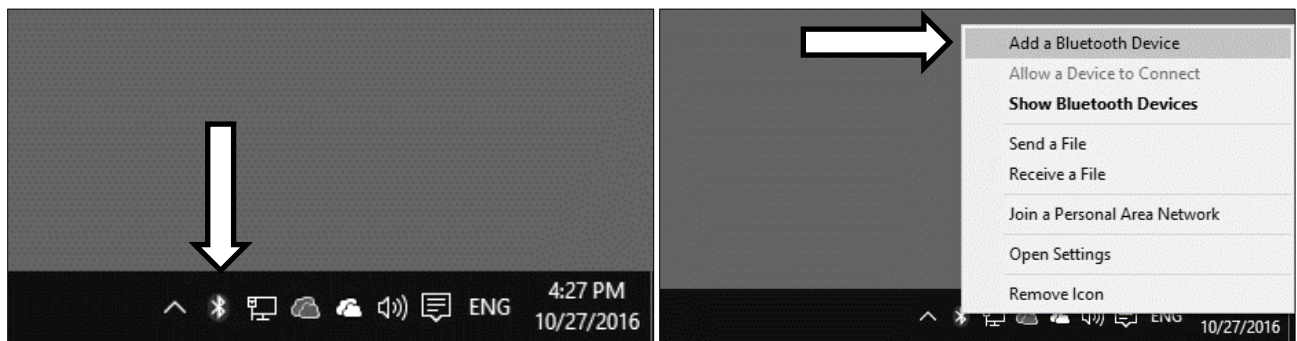 ENG
4:27 PM
10/27/2016
Add a Bluetooth Device
Allow a Device to Connect
Show Bluetooth Devices
Send a File
Receive a File
Join a Personal Area Network
Open Settings
Remove Icon
ENG
10/27/2016